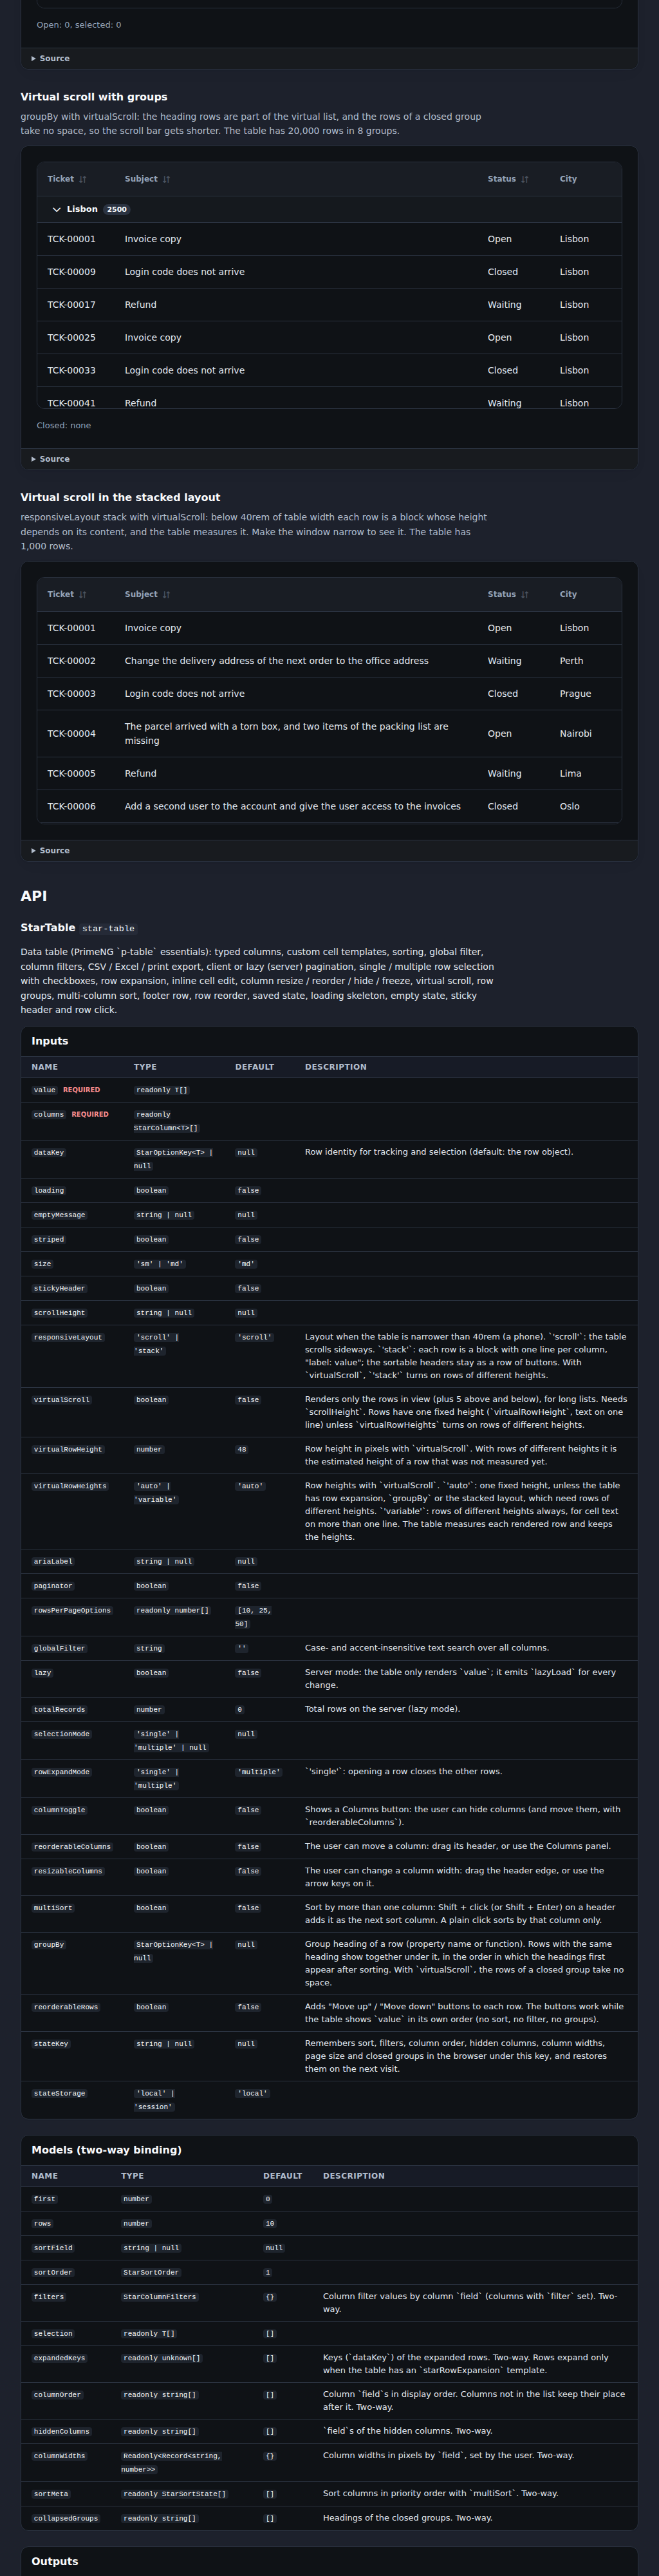 Open: 0, selected: 0
Source
Virtual scroll with groups
groupBy with virtualScroll: the heading rows are part of the virtual list, and the rows of a closed group
take no space, so the scroll bar gets shorter. The table has 20,000 rows in 8 groups.
Ticket Subject Status City
Lisbon 2500
TCK-00001 Invoice copy Open Lisbon
TCK-00009 Login code does not arrive Closed Lisbon
TCK-00017 Refund Waiting Lisbon
TCK-00025 Invoice copy Open Lisbon
TCK-00033 Login code does not arrive Closed Lisbon
TCK-00041 Refund Waiting Lisbon
Closed: none
Source
Virtual scroll in the stacked layout
responsiveLayout stack with virtualScroll: below 40rem of table width each row is a block whose height
depends on its content, and the table measures it. Make the window narrow to see it. The table has
1,000 rows.
Ticket Subject Status City
TCK-00001 Invoice copy Open Lisbon
TCK-00002 Change the delivery address of the next order to the office address Waiting Perth
TCK-00003 Login code does not arrive Closed Prague
TCK-00004 The parcel arrived with a torn box, and two items of the packing list are
missing Open Nairobi
TCK-00005 Refund Waiting Lima
TCK-00006 Add a second user to the account and give the user access to the invoices Closed Oslo
Source
API
StarTable star-table
Data table (PrimeNG `p-table` essentials): typed columns, custom cell templates, sorting, global filter,
column filters, CSV / Excel / print export, client or lazy (server) pagination, single / multiple row selection
with checkboxes, row expansion, inline cell edit, column resize / reorder / hide / freeze, virtual scroll, row
groups, multi-column sort, footer row, row reorder, saved state, loading skeleton, empty state, sticky
header and row click.
Inputs
NAME TYPE DEFAULT DESCRIPTION
value REQUIRED readonly T[]
columns REQUIRED readonly
StarColumn<T>[]
dataKey StarOptionKey<T> | null Row identity for tracking and selection (default: the row object).
null
loading boolean false
emptyMessage string | null null
striped boolean false
size 'sm' | 'md' 'md'
stickyHeader boolean false
scrollHeight string | null null
responsiveLayout 'scroll' | 'scroll' Layout when the table is narrower than 40rem (a phone). `'scroll'`: the table
'stack' scrolls sideways. `'stack'`: each row is a block with one line per column,
"label: value"; the sortable headers stay as a row of buttons. With
`virtualScroll`, `'stack'` turns on rows of different heights.
virtualScroll boolean false Renders only the rows in view (plus 5 above and below), for long lists. Needs
`scrollHeight`. Rows have one fixed height (`virtualRowHeight`, text on one
line) unless `virtualRowHeights` turns on rows of different heights.
virtualRowHeight number 48 Row height in pixels with `virtualScroll`. With rows of different heights it is
the estimated height of a row that was not measured yet.
virtualRowHeights 'auto' | 'auto' Row heights with `virtualScroll`. `'auto'`: one fixed height, unless the table
'variable' has row expansion, `groupBy` or the stacked layout, which need rows of
different heights. `'variable'`: rows of different heights always, for cell text
on more than one line. The table measures each rendered row and keeps
the heights.
ariaLabel string | null null
paginator boolean false
rowsPerPageOptions readonly number[] [10, 25,
50]
globalFilter string '' Case- and accent-insensitive text search over all columns.
lazy boolean false Server mode: the table only renders `value`; it emits `lazyLoad` for every
change.
totalRecords number 0 Total rows on the server (lazy mode).
selectionMode 'single' | null
'multiple' | null
rowExpandMode 'single' | 'multiple' `'single'`: opening a row closes the other rows.
'multiple'
columnToggle boolean false Shows a Columns button: the user can hide columns (and move them, with
`reorderableColumns`).
reorderableColumns boolean false The user can move a column: drag its header, or use the Columns panel.
resizableColumns boolean false The user can change a column width: drag the header edge, or use the
arrow keys on it.
multiSort boolean false Sort by more than one column: Shift + click (or Shift + Enter) on a header
adds it as the next sort column. A plain click sorts by that column only.
groupBy StarOptionKey<T> | null Group heading of a row (property name or function). Rows with the same
null heading show together under it, in the order in which the headings first
appear after sorting. With `virtualScroll`, the rows of a closed group take no
space.
reorderableRows boolean false Adds "Move up" / "Move down" buttons to each row. The buttons work while
the table shows `value` in its own order (no sort, no filter, no groups).
stateKey string | null null Remembers sort, filters, column order, hidden columns, column widths,
page size and closed groups in the browser under this key, and restores
them on the next visit.
stateStorage 'local' | 'local'
'session'
Models (two-way binding)
NAME TYPE DEFAULT DESCRIPTION
first number 0
rows number 10
sortField string | null null
sortOrder StarSortOrder 1
filters StarColumnFilters {} Column filter values by column `field` (columns with `filter` set). Two-
way.
selection readonly T[] []
expandedKeys readonly unknown[] [] Keys (`dataKey`) of the expanded rows. Two-way. Rows expand only
when the table has an `starRowExpansion` template.
columnOrder readonly string[] [] Column `field`s in display order. Columns not in the list keep their place
after it. Two-way.
hiddenColumns readonly string[] [] `field`s of the hidden columns. Two-way.
columnWidths Readonly<Record<string, {} Column widths in pixels by `field`, set by the user. Two-way.
number>>
sortMeta readonly StarSortState[] [] Sort columns in priority order with `multiSort`. Two-way.
collapsedGroups readonly string[] [] Headings of the closed groups. Two-way.
Outputs